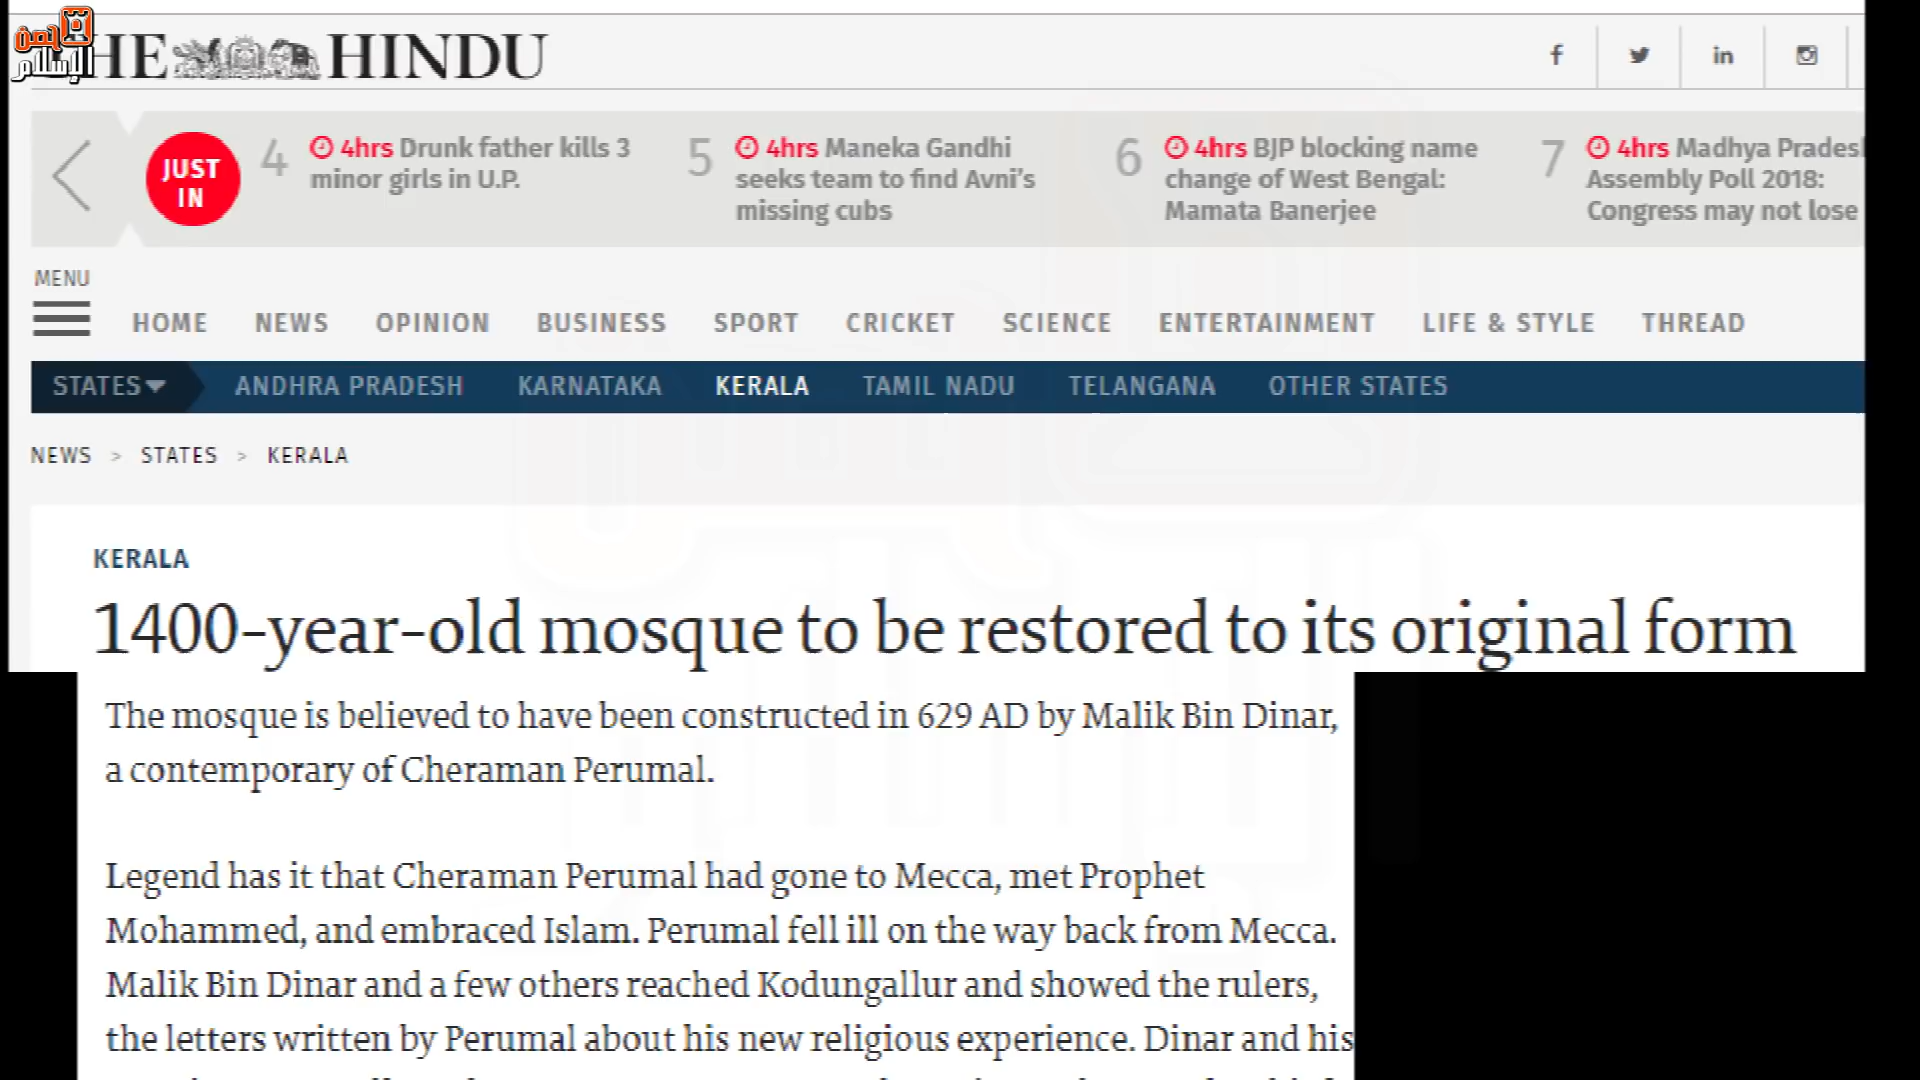 حصن
الإسلام
THE HINDU
JUST
IN
4 4hrs Drunk father kills 3
minor girls in U.P.
5 4hrs Maneka Gandhi
seeks team to find Avni's
missing cubs
6 4hrs BJP blocking name
change of West Bengal:
Mamata Banerjee
7 4hrs Madhya Prades
Assembly Poll 2018:
Congress may not lose
MENU
HOME NEWS OPINION BUSINESS SPORT CRICKET SCIENCE ENTERTAINMENT LIFE & STYLE THREAD
STATES ANDHRA PRADESH KARNATAKA KERALA TAMIL NADU TELANGANA OTHER STATES
NEWS > STATES > KERALA
KERALA
1400-year-old mosque to be restored to its original form
The mosque is believed to have been constructed in 629 AD by Malik Bin Dinar,
a contemporary of Cheraman Perumal.
Legend has it that Cheraman Perumal had gone to Mecca, met Prophet
Mohammed, and embraced Islam. Perumal fell ill on the way back from Mecca.
Malik Bin Dinar and a few others reached Kodungallur and showed the rulers,
the letters written by Perumal about his new religious experience. Dinar and his